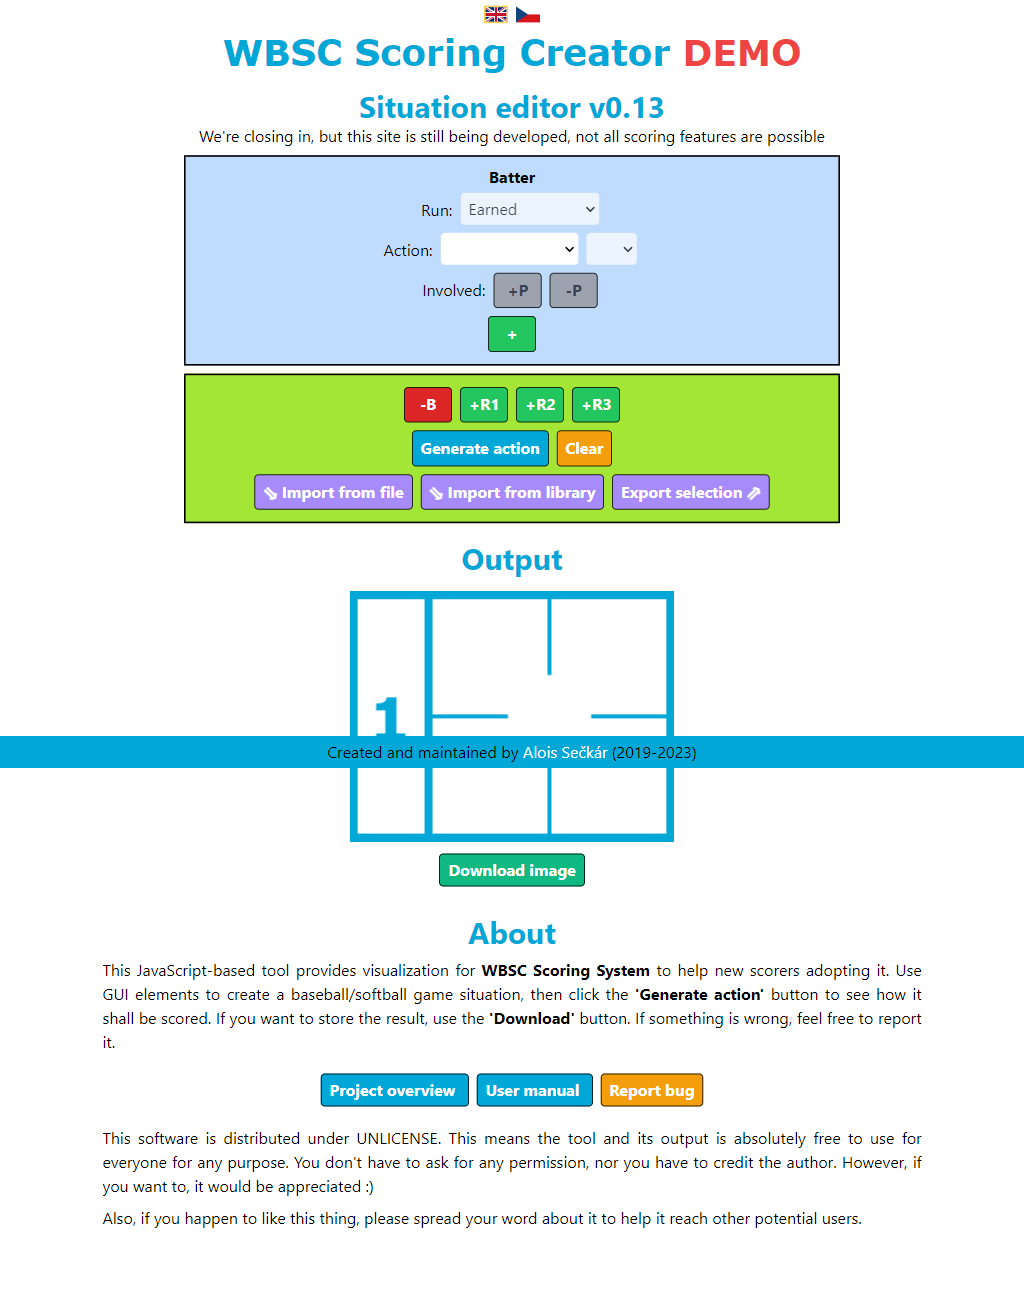 WBSC Scoring Creator DEMO
Situation editor v0.13
We're closing in, but this site is still being developed, not all scoring features are possible
Batter
Run: Earned
Action:
Involved: +P -P
+
-B +R1 +R2 +R3
Generate action Clear
⇘ Import from file ⇘ Import from library Export selection ⇗
Output
1
Created and maintained by Alois Sečkár (2019-2023)
Download image
About
This JavaScript-based tool provides visualization for WBSC Scoring System to help new scorers adopting it. Use
GUI elements to create a baseball/softball game situation, then click the 'Generate action' button to see how it
shall be scored. If you want to store the result, use the 'Download' button. If something is wrong, feel free to report
it.
Project overview User manual Report bug
This software is distributed under UNLICENSE. This means the tool and its output is absolutely free to use for
everyone for any purpose. You don't have to ask for any permission, nor you have to credit the author. However, if
you want to, it would be appreciated :)
Also, if you happen to like this thing, please spread your word about it to help it reach other potential users.